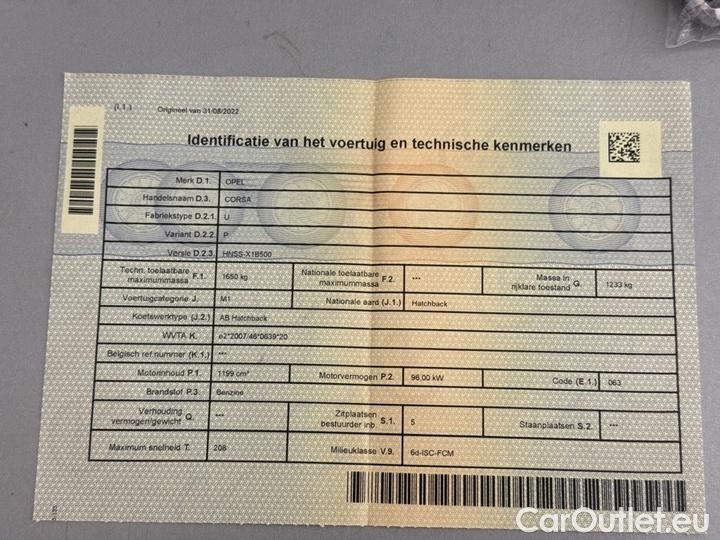 (I.1.) Origineel van 31/08/2022
Identificatie van het voertuig en technische kenmerken
Merk D.1. OPEL
Handelsnaam D.3. CORSA
Fabriekstype D.2.1. U
Variant D.2.2. P
Versie D.2.3. HNSS-X1B500
Techn. toelaatbare maximummassa F.1. 1650 kg Nationale toelaatbare maximummassa F.2. *** Massa in rijklare toestand G. 1233 kg
Voertuigcategorie J. M1 Nationale aard (J.1.) Hatchback
Koetswerktype (J.2.) AB Hatchback
WVTA K. e2*2007/46*0639*20
Belgisch ref.nummer (K.1.) ***
Motorinhoud P.1. 1199 cm³ Motorvermogen P.2. 96.00 kW Code (E.1.) 063
Brandstof P.3. Benzine
Verhouding vermogen/gewicht Q. *** Zitplaatsen bestuurder inb. S.1. 5 Staanplaatsen S.2. ***
Maximum snelheid T. 208 Milieuklasse V.9. 6d-ISC-FCM
CarOutlet.eu